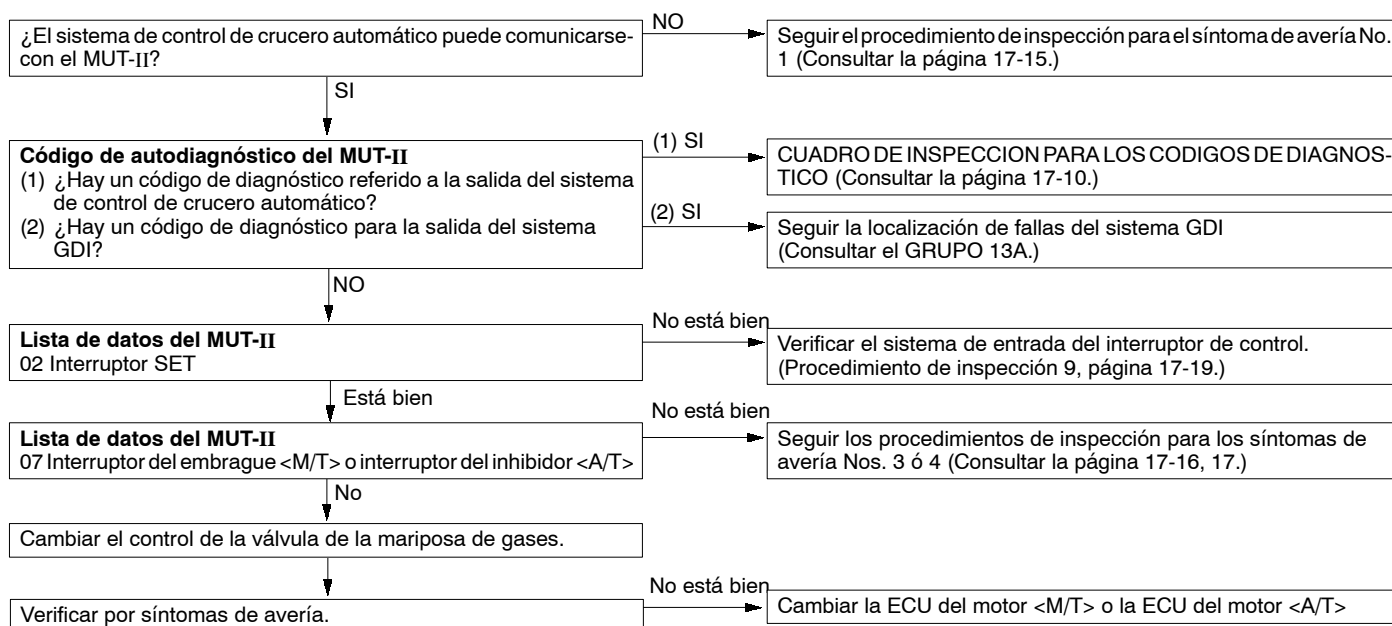 ¿El sistema de control de crucero automático puede comunicarse-
con el MUT-II?
NO
Seguir el procedimiento de inspección para el síntoma de avería No.
1 (Consultar la página 17-15.)
SI
Código de autodiagnóstico del MUT-II
(1) ¿Hay un código de diagnóstico referido a la salida del sistema
de control de crucero automático?
(2) ¿Hay un código de diagnóstico para la salida del sistema
GDI?
(1) SI
CUADRO DE INSPECCION PARA LOS CODIGOS DE DIAGNOS-
TICO (Consultar la página 17-10.)
(2) SI
Seguir la localización de fallas del sistema GDI
(Consultar el GRUPO 13A.)
NO
Lista de datos del MUT-II
02 Interruptor SET
No está bien
Verificar el sistema de entrada del interruptor de control.
(Procedimiento de inspección 9, página 17-19.)
Está bien
Lista de datos del MUT-II
07 Interruptor del embrague <M/T> o interruptor del inhibidor <A/T>
No está bien
Seguir los procedimientos de inspección para los síntomas de
avería Nos. 3 ó 4 (Consultar la página 17-16, 17.)
No
Cambiar el control de la válvula de la mariposa de gases.
Verificar por síntomas de avería.
No está bien
Cambiar la ECU del motor <M/T> o la ECU del motor <A/T>